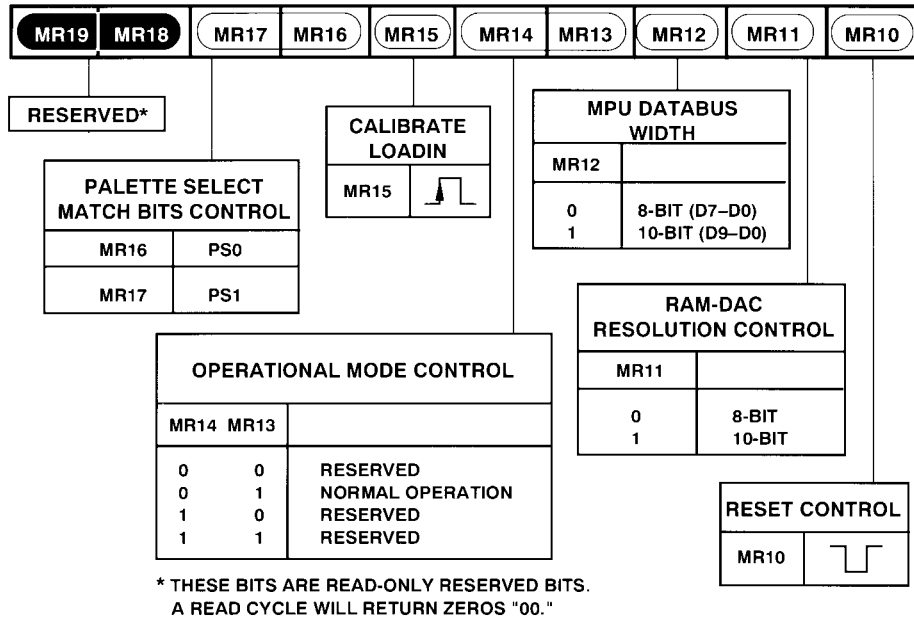 MR19 MR18 MR17 MR16 MR15 MR14 MR13 MR12 MR11 MR10
RESERVED*
PALETTE SELECT
MATCH BITS CONTROL
MR16 PS0
MR17 PS1
CALIBRATE
LOADIN
MR15
MPU DATABUS
WIDTH
MR12
0 8-BIT (D7–D0)
1 10-BIT (D9–D0)
OPERATIONAL MODE CONTROL
MR14 MR13
0 0 RESERVED
0 1 NORMAL OPERATION
1 0 RESERVED
1 1 RESERVED
RAM-DAC
RESOLUTION CONTROL
MR11
0 8-BIT
1 10-BIT
RESET CONTROL
MR10
* THESE BITS ARE READ-ONLY RESERVED BITS.
A READ CYCLE WILL RETURN ZEROS "00."